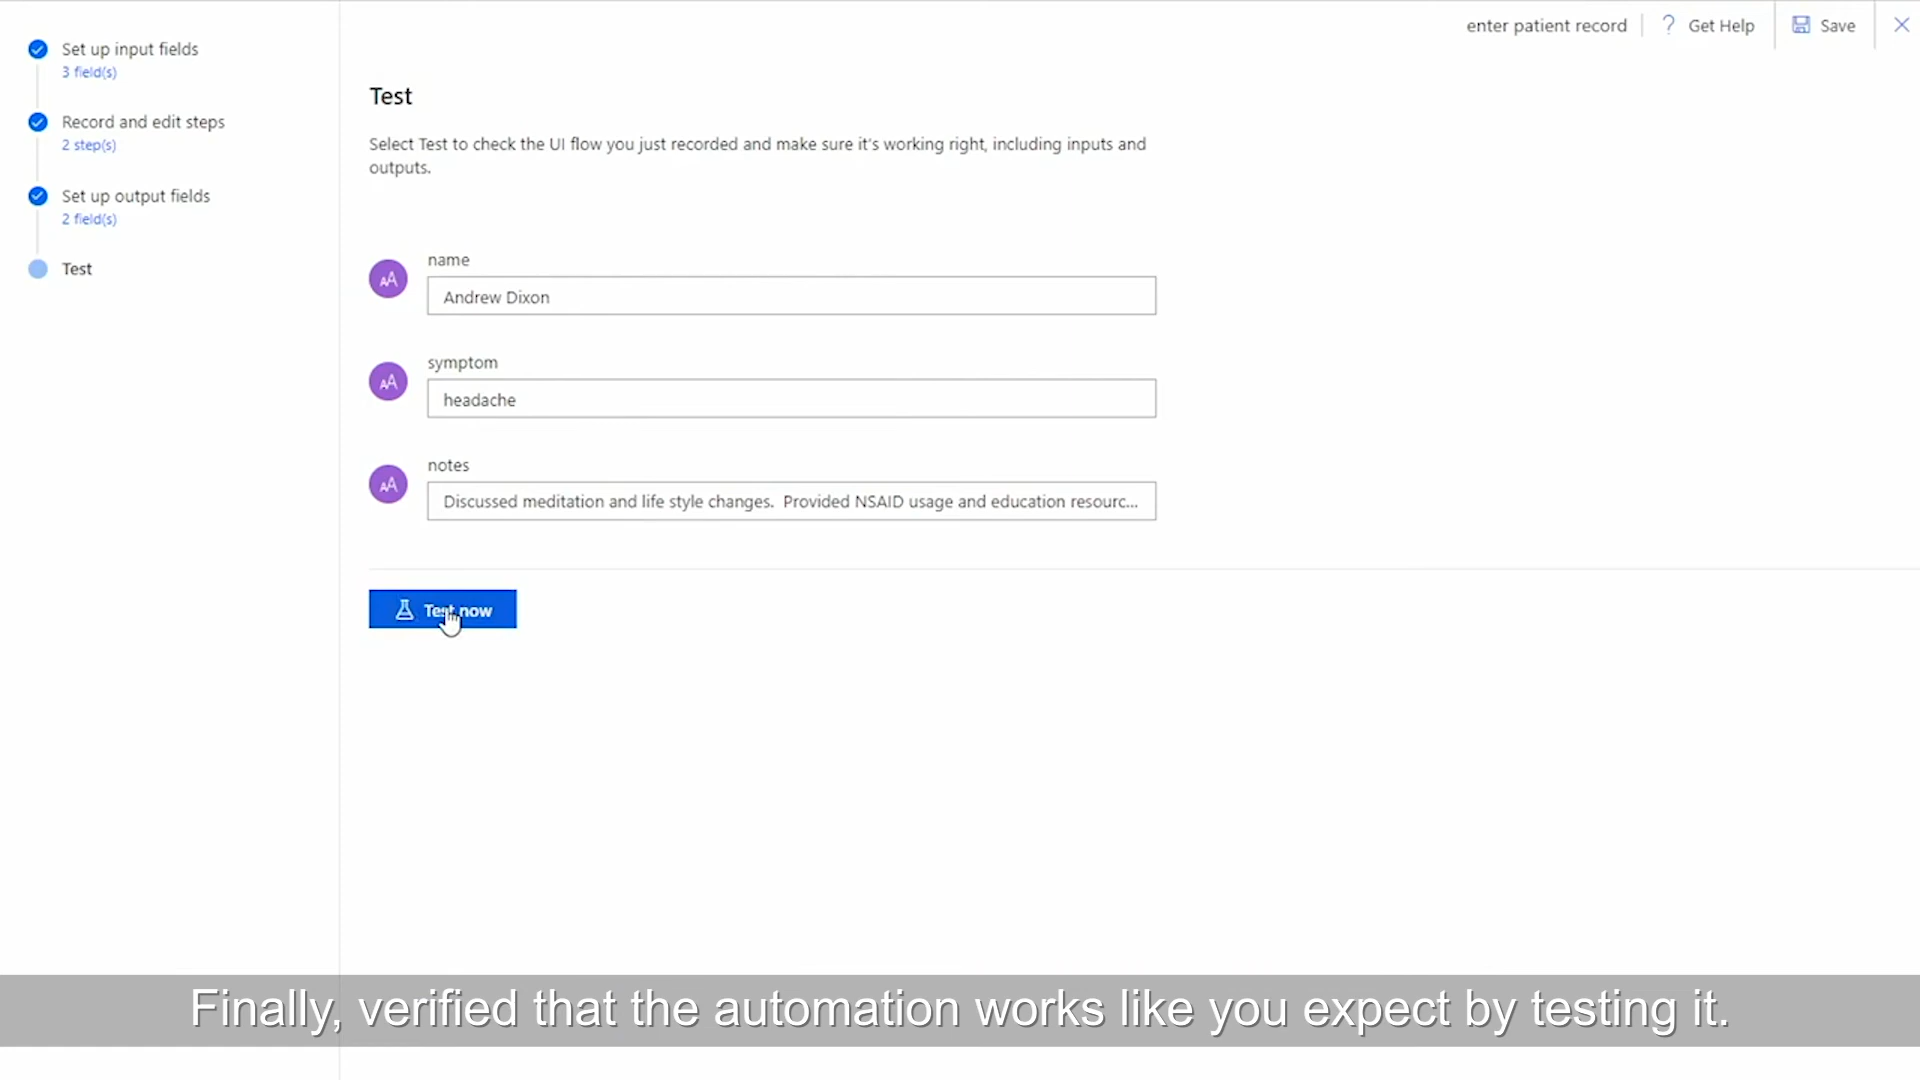 enter patient record
Get Help
Save
Set up input fields
3 field(s)
Record and edit steps
2 step(s)
Set up output fields
2 field(s)
Test
Test
Select Test to check the UI flow you just recorded and make sure it's working right, including inputs and
outputs.
AA
name
Andrew Dixon
AA
symptom
headache
AA
notes
Discussed meditation and life style changes.  Provided NSAID usage and education resourc...
Test now
Finally, verified that the automation works like you expect by testing it.